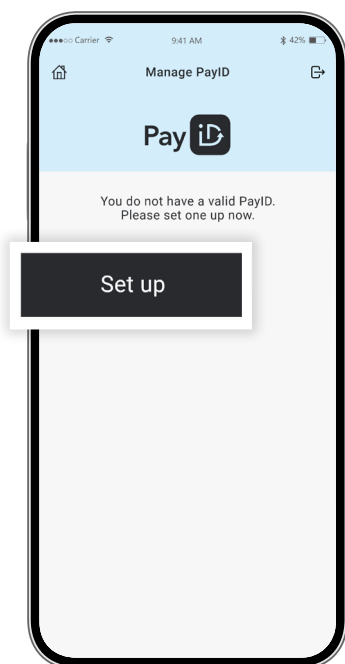 Carrier 9:41 AM 42%
Manage PayID
Pay iD
You do not have a valid PayID.
Please set one up now.
Set up